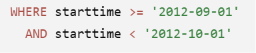 WHERE starttime >= '2012-09-01'
AND starttime < '2012-10-01'